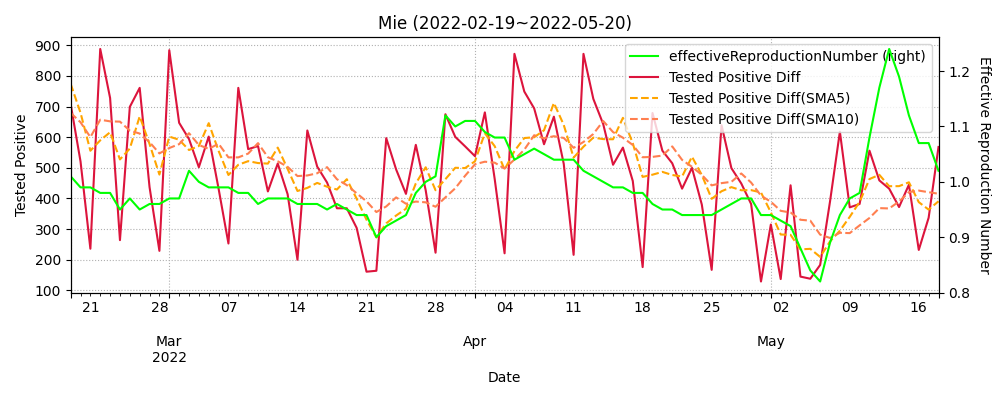 Mie (2022-02-19~2022-05-20)
effectiveReproductionNumber (right)
Tested Positive Diff
Tested Positive Diff(SMA5)
Tested Positive Diff(SMA10)
Tested Positive
900
800
700
600
500
400
300
200
100
1.2
1.1
1.0
0.9
0.8
Effective Reproduction Number
21 28 07 14 21 28 04 11 18 25 02 09 16
Mar Apr May
2022
Date